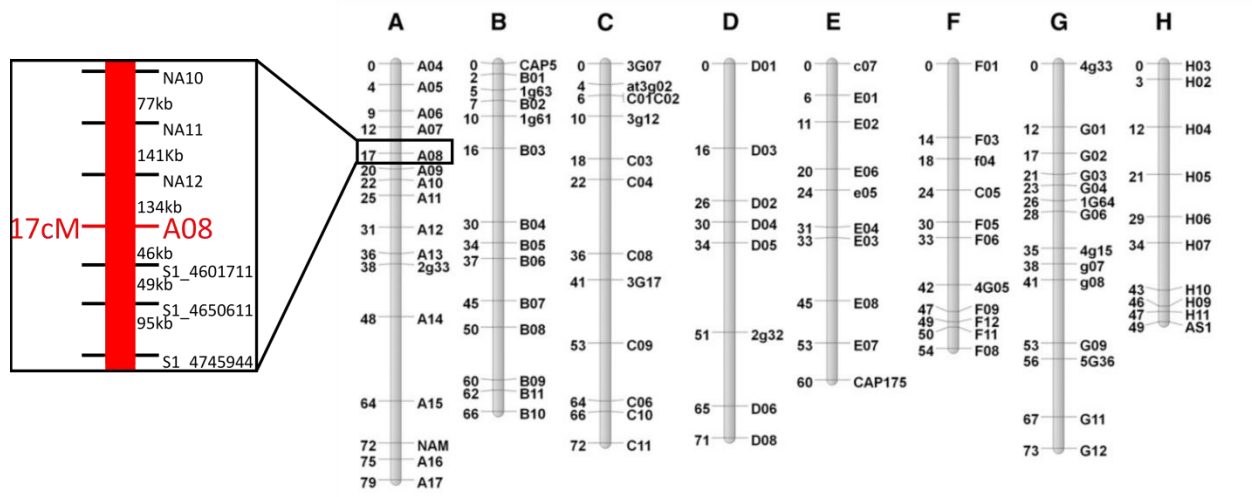 A B C D E F G H
NA10
77kb
NA11
141Kb
NA12
134kb
17cM A08
46kb
S1_4601711
49kb
S1_4650611
95kb
S1_4745944
0 A04
4 A05
9 A06
12 A07
17 A08
20 A09
22 A10
25 A11
31 A12
36 A13
38 2g33
48 A14
64 A15
72 NAM
75 A16
79 A17
0 CAP5
2 B01
5 1g63
7 B02
10 1g61
16 B03
30 B04
34 B05
37 B06
45 B07
50 B08
60 B09
62 B11
66 B10
0 3G07
4 at3g02
6 C01C02
10 3g12
18 C03
22 C04
36 C08
41 3G17
53 C09
64 C06
66 C10
72 C11
0 D01
16 D03
26 D02
30 D04
34 D05
51 2g32
65 D06
71 D08
0 c07
6 E01
11 E02
20 E06
24 e05
31 E04
33 E03
45 E08
53 E07
60 CAP175
0 F01
14 F03
18 f04
24 C05
30 F05
33 F06
42 4G05
47 F09
49 F12
50 F11
54 F08
0 4g33
12 G01
17 G02
21 G03
23 G04
26 1G64
28 G06
35 4g15
38 g07
41 g08
53 G09
56 5G36
67 G11
73 G12
0 H03
3 H02
12 H04
21 H05
29 H06
34 H07
43 H10
46 H09
47 H11
49 AS1